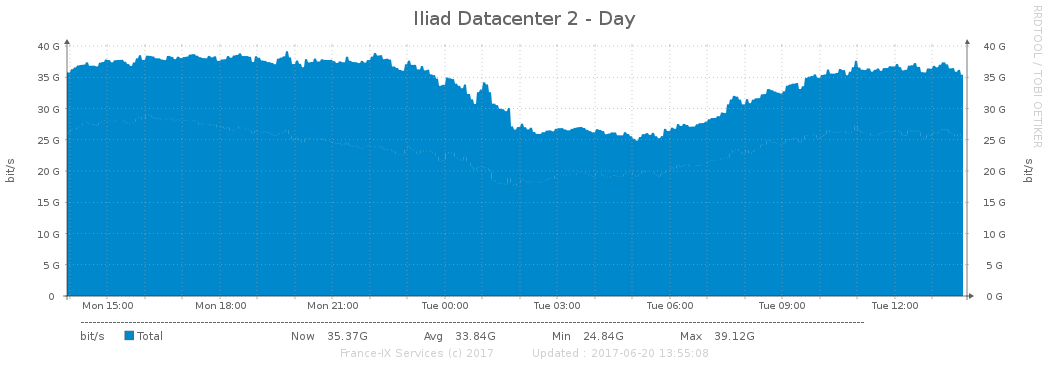 Iliad Datacenter 2 - Day
RRDTOOL / TOBI OETIKER
40 G 40 G
35 G 35 G
30 G 30 G
25 G 25 G
20 G 20 G
15 G 15 G
10 G 10 G
5 G 5 G
0 0 G
bit/s bit/s
Mon 15:00 Mon 18:00 Mon 21:00 Tue 00:00 Tue 03:00 Tue 06:00 Tue 09:00 Tue 12:00
bit/s Total Now 35.37G Avg 33.84G Min 24.84G Max 39.12G
France-IX Services (c) 2017 Updated : 2017-06-20 13:55:08